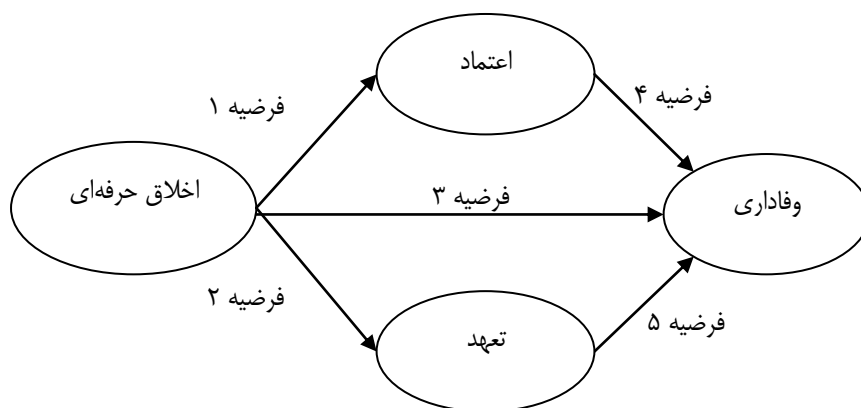 اعتماد
فرضیه ۱
فرضیه ۴
اخلاق حرفه‌ای
فرضیه ۳
وفاداری
فرضیه ۲
فرضیه ۵
تعهد